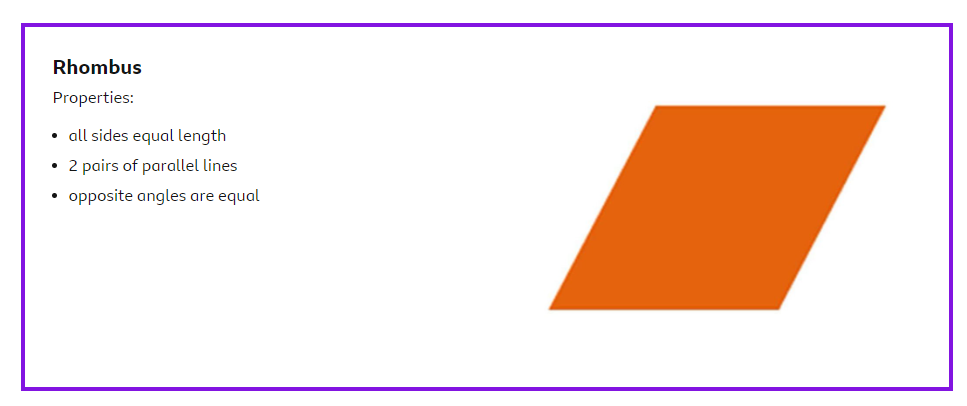 Rhombus
Properties:
• all sides equal length
• 2 pairs of parallel lines
• opposite angles are equal